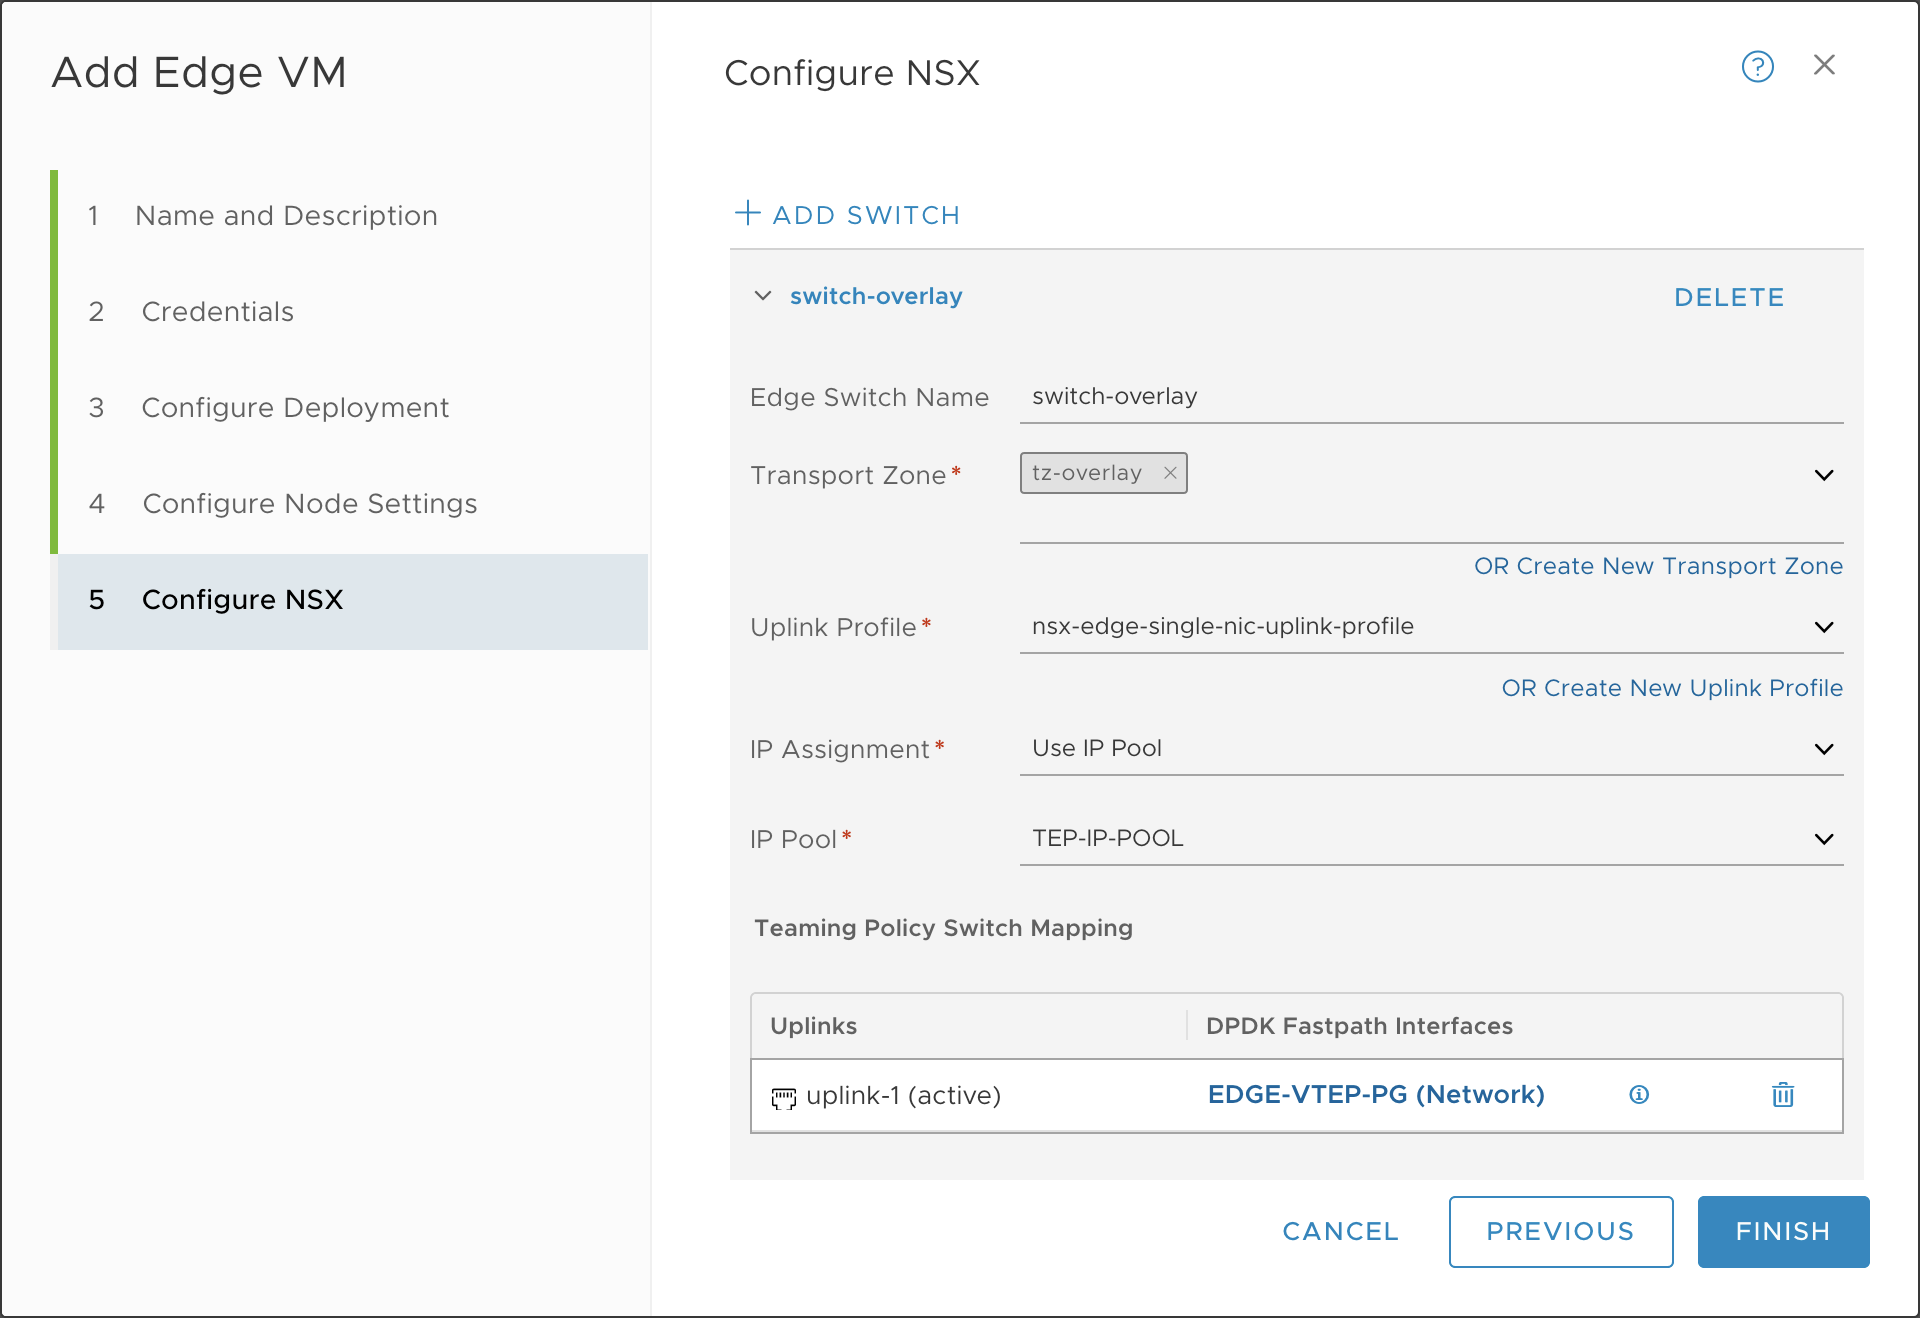 Add Edge VM
1 Name and Description
2 Credentials
3 Configure Deployment
4 Configure Node Settings
5 Configure NSX
Configure NSX
?
ADD SWITCH
switch-overlay DELETE
Edge Switch Name switch-overlay
Transport Zone* tz-overlay
OR Create New Transport Zone
Uplink Profile* nsx-edge-single-nic-uplink-profile
OR Create New Uplink Profile
IP Assignment* Use IP Pool
IP Pool* TEP-IP-POOL
Teaming Policy Switch Mapping
Uplinks DPDK Fastpath Interfaces
uplink-1 (active) EDGE-VTEP-PG (Network)
CANCEL PREVIOUS FINISH